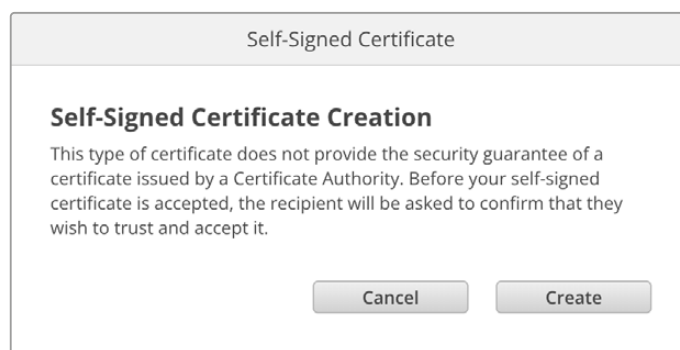 Self-Signed Certificate
Self-Signed Certificate Creation
This type of certificate does not provide the security guarantee of a
certificate issued by a Certificate Authority. Before your self-signed
certificate is accepted, the recipient will be asked to confirm that they
wish to trust and accept it.
Cancel Create